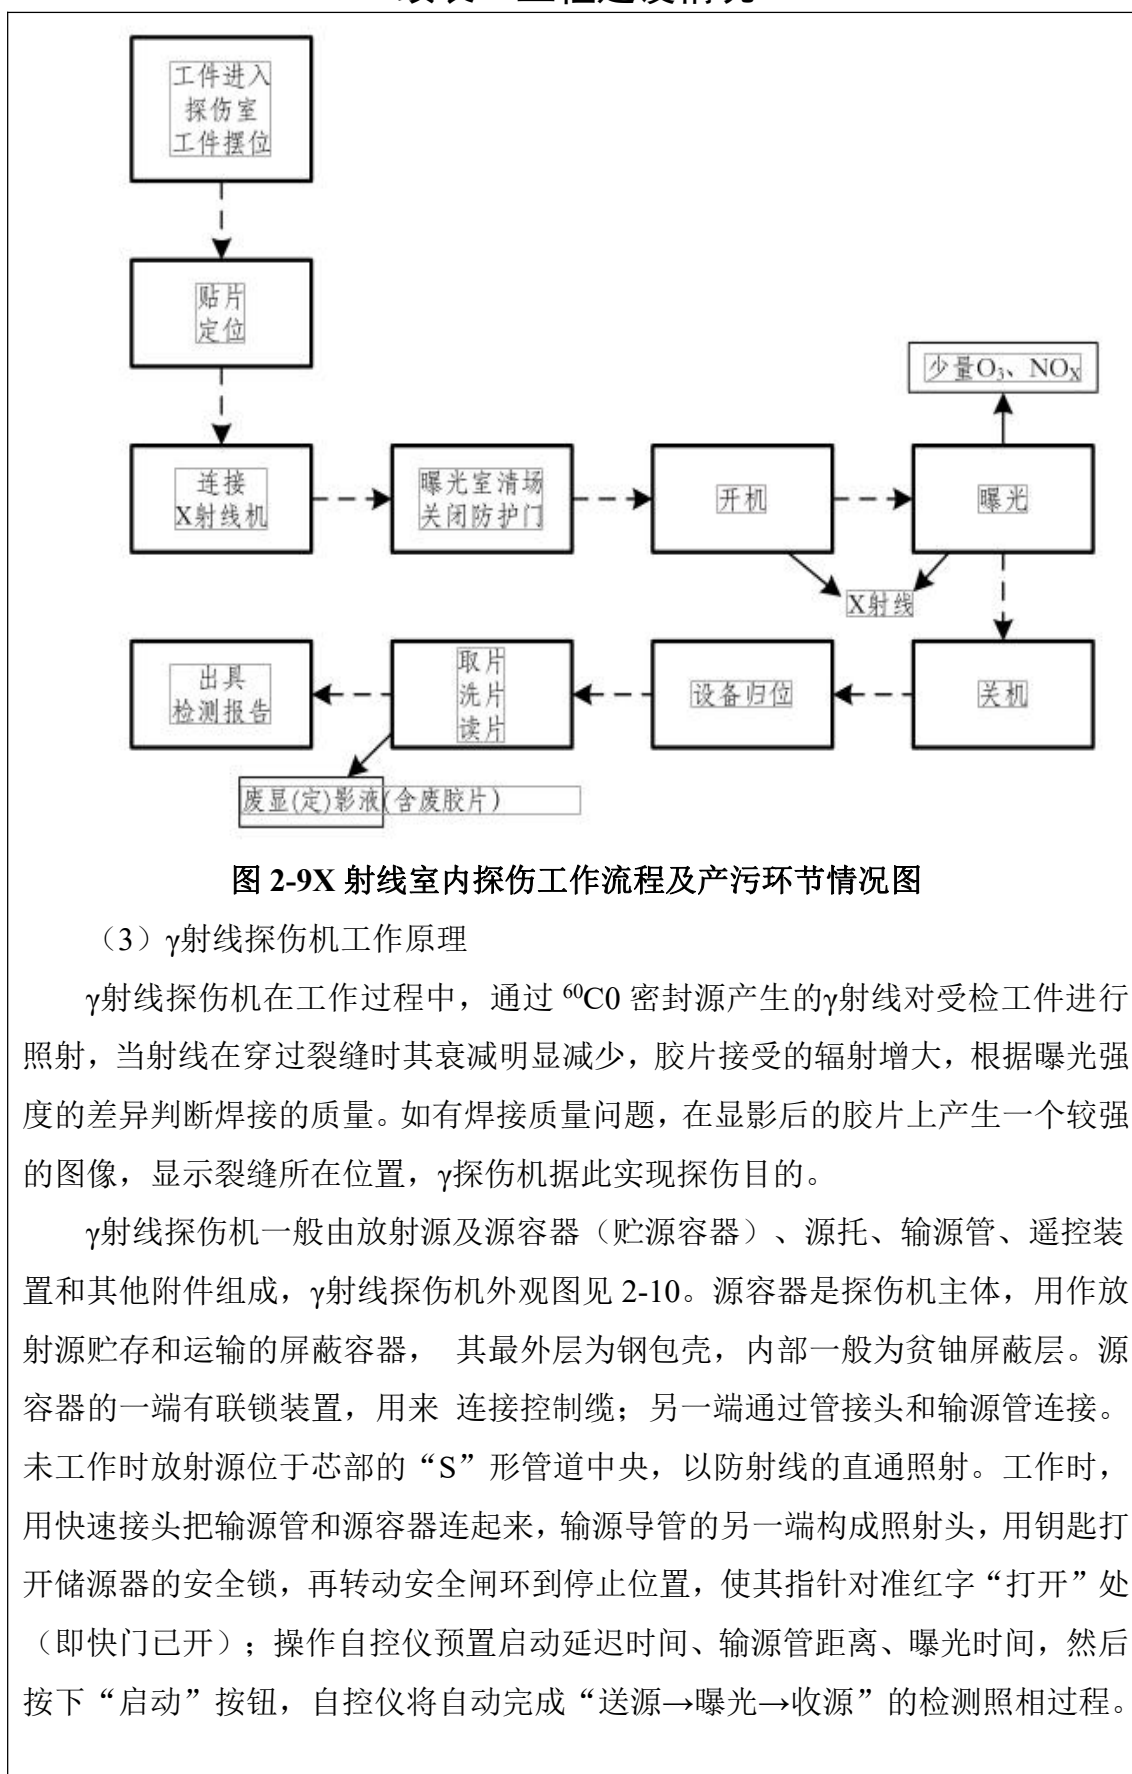 工件进入
探伤室
工件摆位
贴片
定位
少量O₃、NOX
连接
X射线机
曝光室清场
关闭防护门
开机
曝光
X射线
出具
检测报告
取片
洗片
读片
设备归位
关机
废显(定)影液(含废胶片)
图 2-9X 射线室内探伤工作流程及产污环节情况图
（3）γ射线探伤机工作原理
γ射线探伤机在工作过程中，通过 ⁶⁰C0 密封源产生的γ射线对受检工件进行
照射，当射线在穿过裂缝时其衰减明显减少，胶片接受的辐射增大，根据曝光强
度的差异判断焊接的质量。如有焊接质量问题，在显影后的胶片上产生一个较强
的图像，显示裂缝所在位置，γ探伤机据此实现探伤目的。
γ射线探伤机一般由放射源及源容器（贮源容器）、源托、输源管、遥控装
置和其他附件组成，γ射线探伤机外观图见 2-10。源容器是探伤机主体，用作放
射源贮存和运输的屏蔽容器， 其最外层为钢包壳，内部一般为贫铀屏蔽层。源
容器的一端有联锁装置，用来 连接控制缆；另一端通过管接头和输源管连接。
未工作时放射源位于芯部的“S”形管道中央，以防射线的直通照射。工作时，
用快速接头把输源管和源容器连起来，输源导管的另一端构成照射头，用钥匙打
开储源器的安全锁，再转动安全闸环到停止位置，使其指针对准红字“打开”处
（即快门已开）；操作自控仪预置启动延迟时间、输源管距离、曝光时间，然后
按下“启动”按钮，自控仪将自动完成“送源→曝光→收源”的检测照相过程。